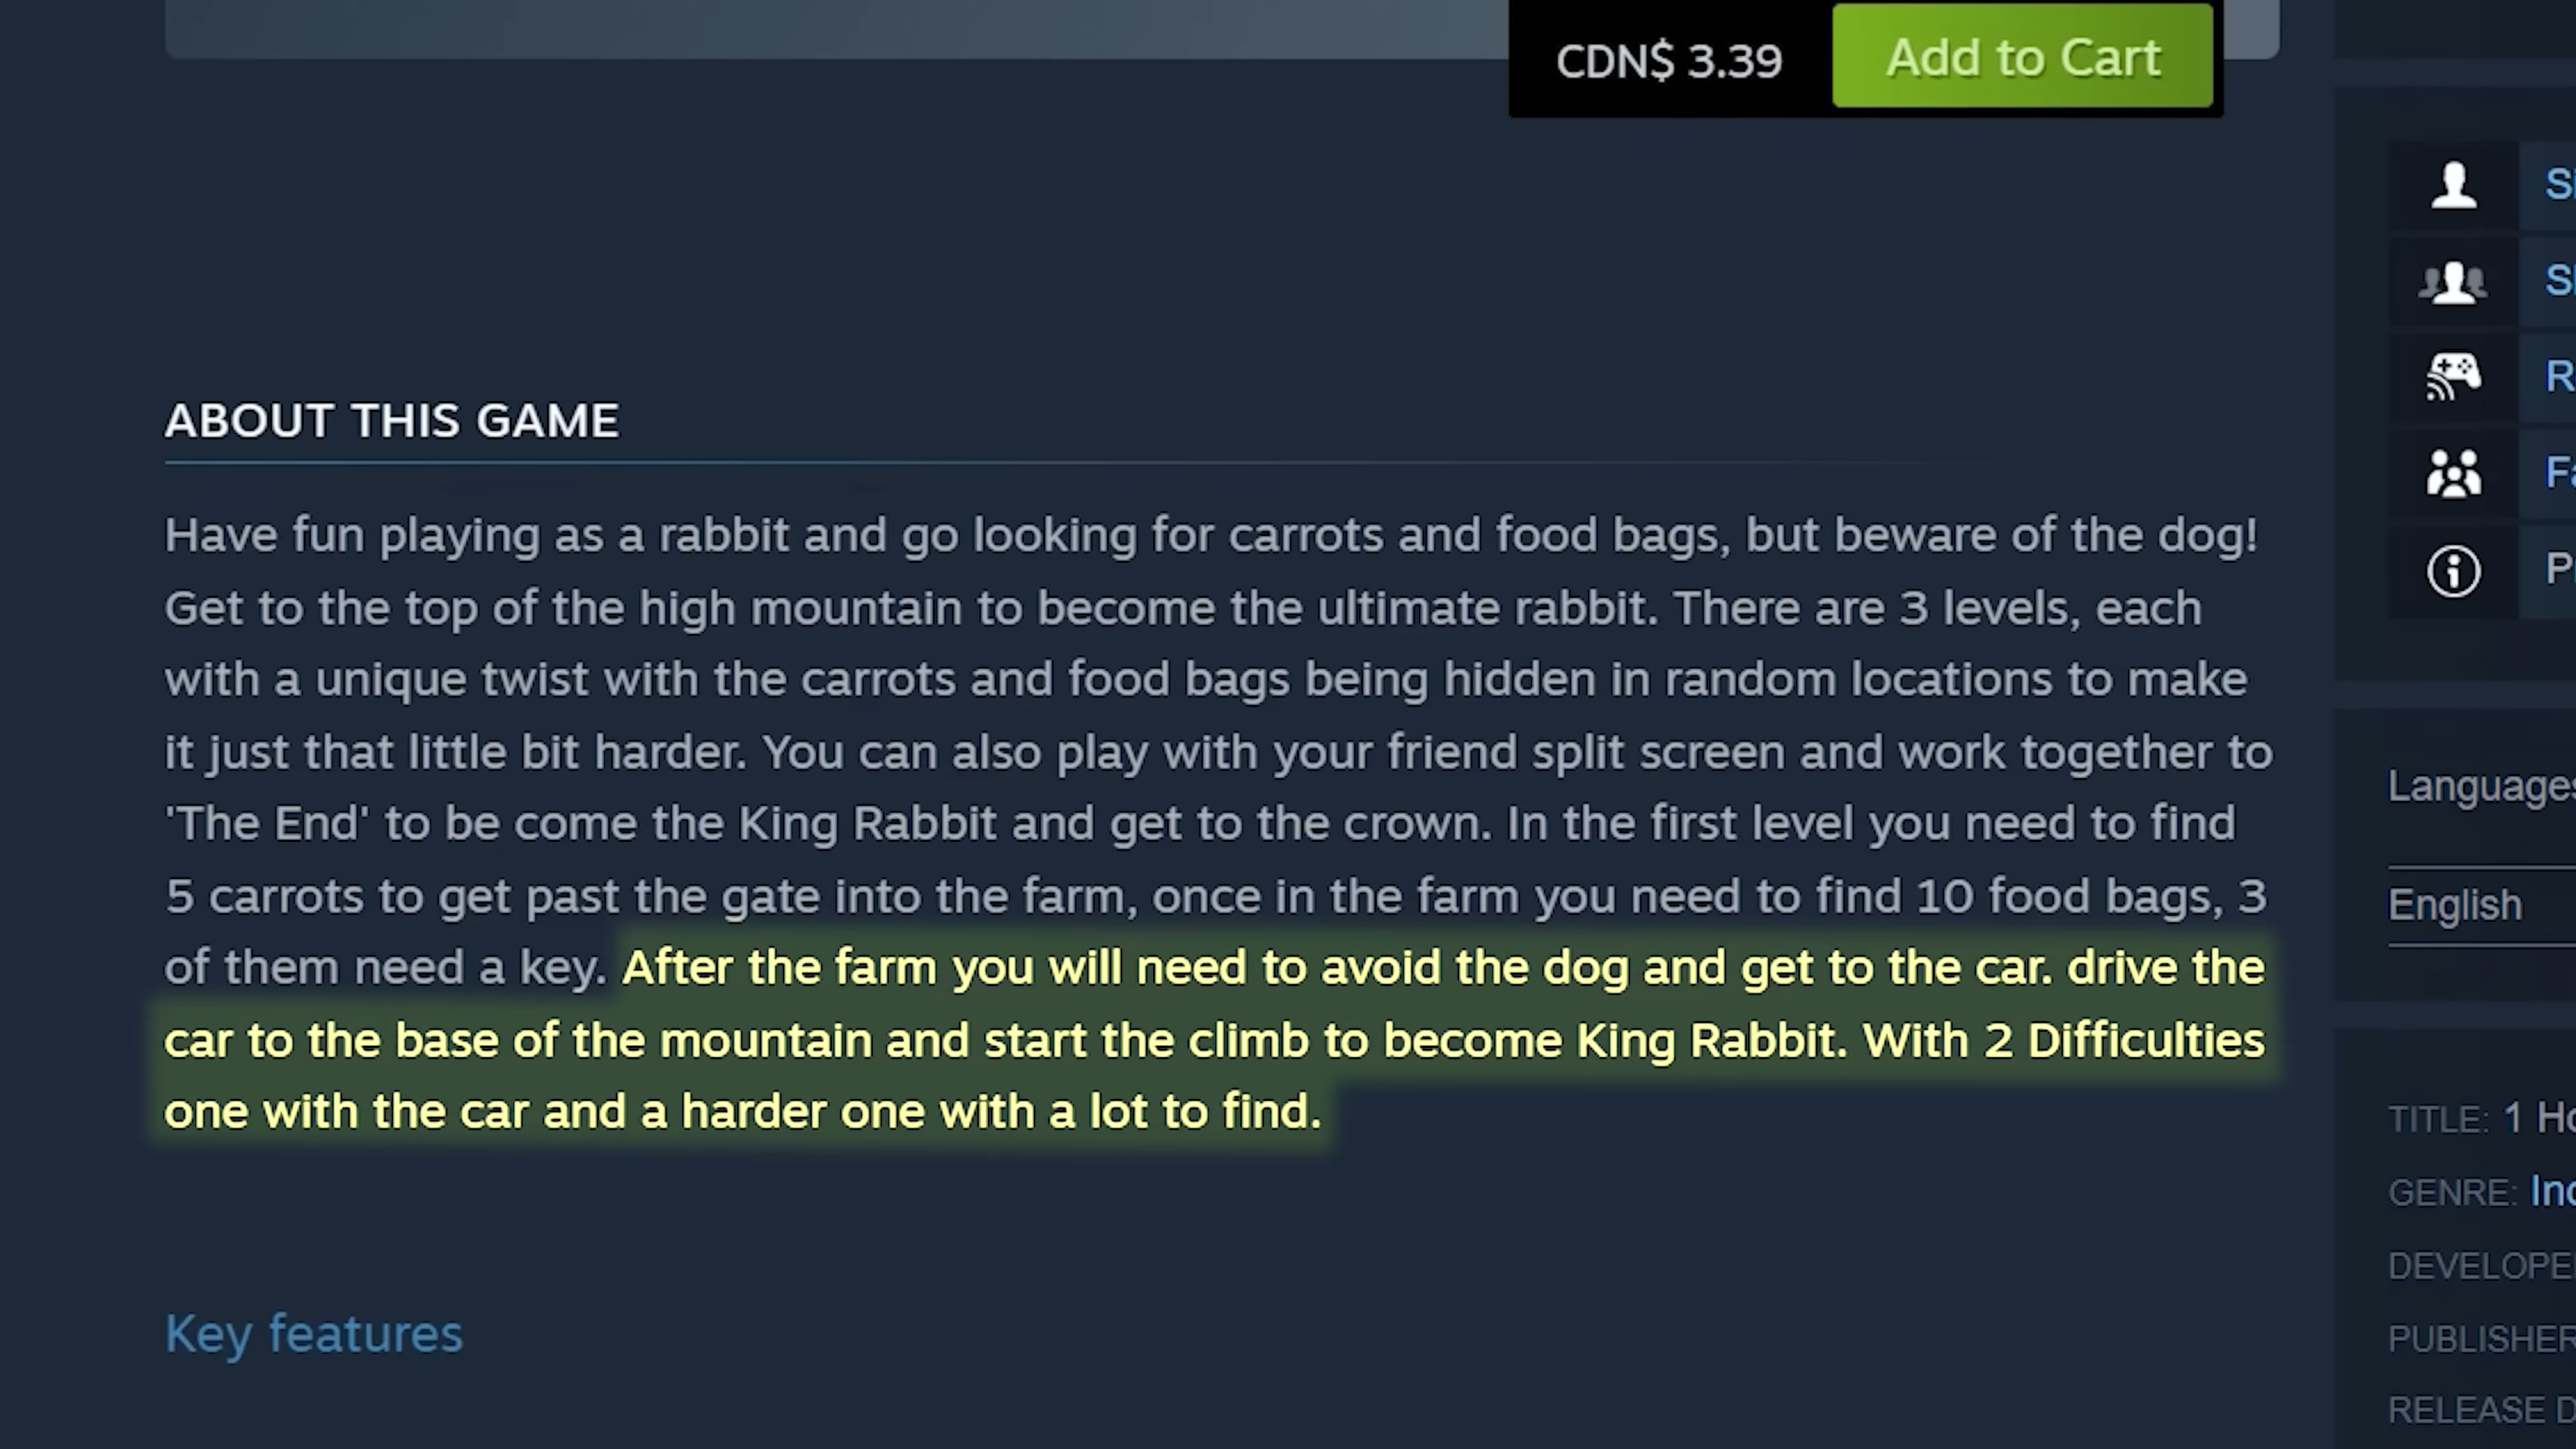 CDN$ 3.39
Add to Cart
ABOUT THIS GAME
Have fun playing as a rabbit and go looking for carrots and food bags, but beware of the dog!
Get to the top of the high mountain to become the ultimate rabbit. There are 3 levels, each
with a unique twist with the carrots and food bags being hidden in random locations to make
it just that little bit harder. You can also play with your friend split screen and work together to
'The End' to be come the King Rabbit and get to the crown. In the first level you need to find
5 carrots to get past the gate into the farm, once in the farm you need to find 10 food bags, 3
of them need a key. After the farm you will need to avoid the dog and get to the car. drive the
car to the base of the mountain and start the climb to become King Rabbit. With 2 Difficulties
one with the car and a harder one with a lot to find.
Key features
Languages
English
TITLE: 1
GENRE: